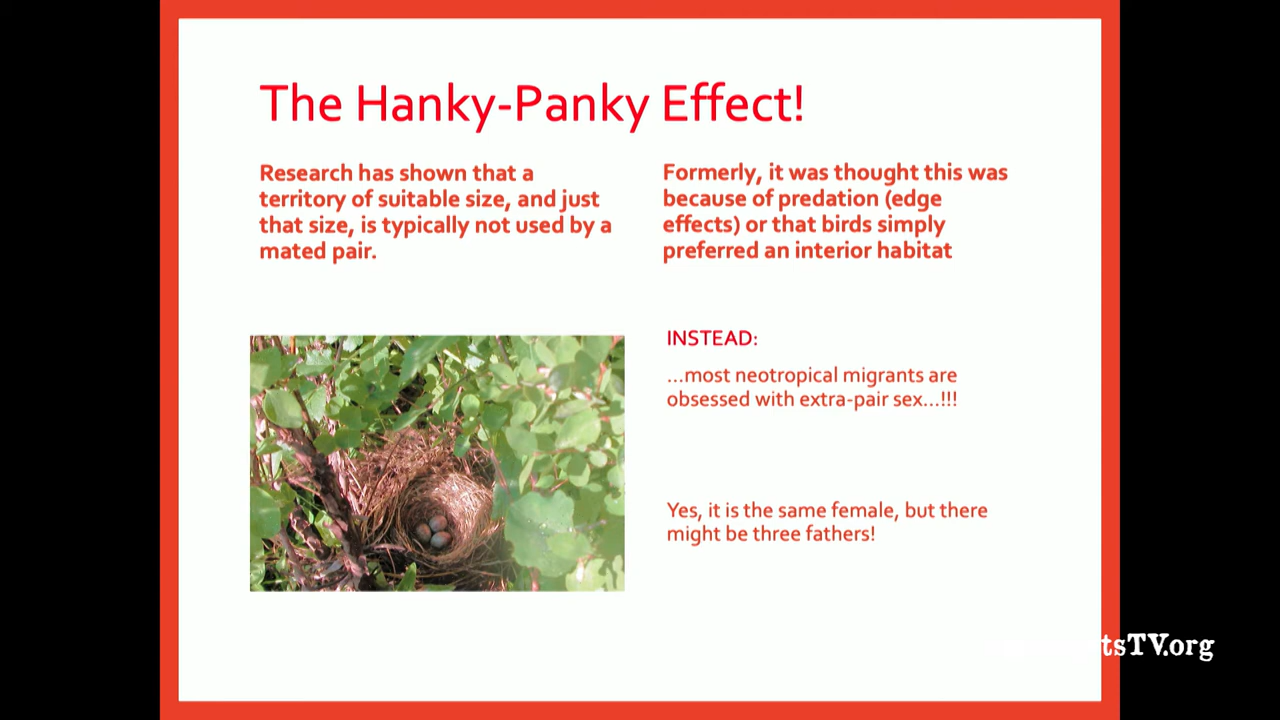 The Hanky-Panky Effect!
Research has shown that a
territory of suitable size, and just
that size, is typically not used by a
mated pair.
Formerly, it was thought this was
because of predation (edge
effects) or that birds simply
preferred an interior habitat
INSTEAD:
...most neotropical migrants are
obsessed with extra-pair sex...!!!
Yes, it is the same female, but there
might be three fathers!
tsTV.org